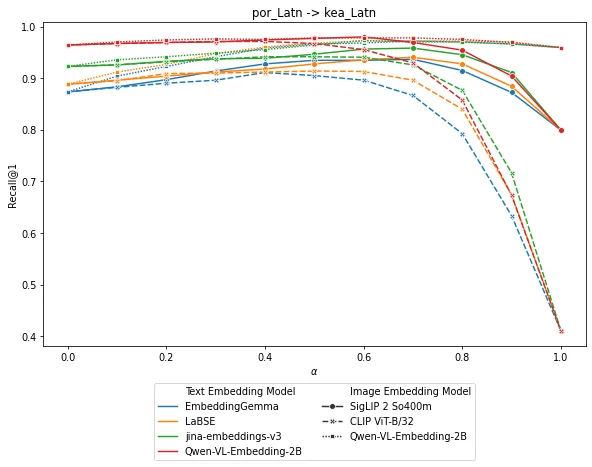 por_Latn -> kea_Latn
1.0
0.9
0.8
0.7
0.6
0.5
0.4
Recall@1
0.0 0.2 0.4 0.6 0.8 1.0
α
Text Embedding Model Image Embedding Model
EmbeddingGemma SigLIP 2 So400m
LaBSE CLIP ViT-B/32
jina-embeddings-v3 Qwen-VL-Embedding-2B
Qwen-VL-Embedding-2B